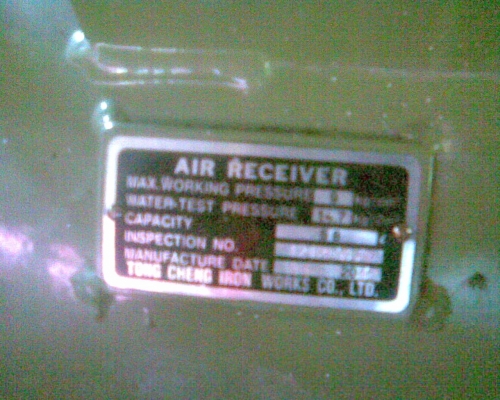 AIR RECEIVER
MAX. WORKING PRESSURE
WATER-TEST PRESSURE
CAPACITY
INSPECTION NO.
MANUFACTURE DATE
TONG CHENG IRON WORKS CO., LTD.